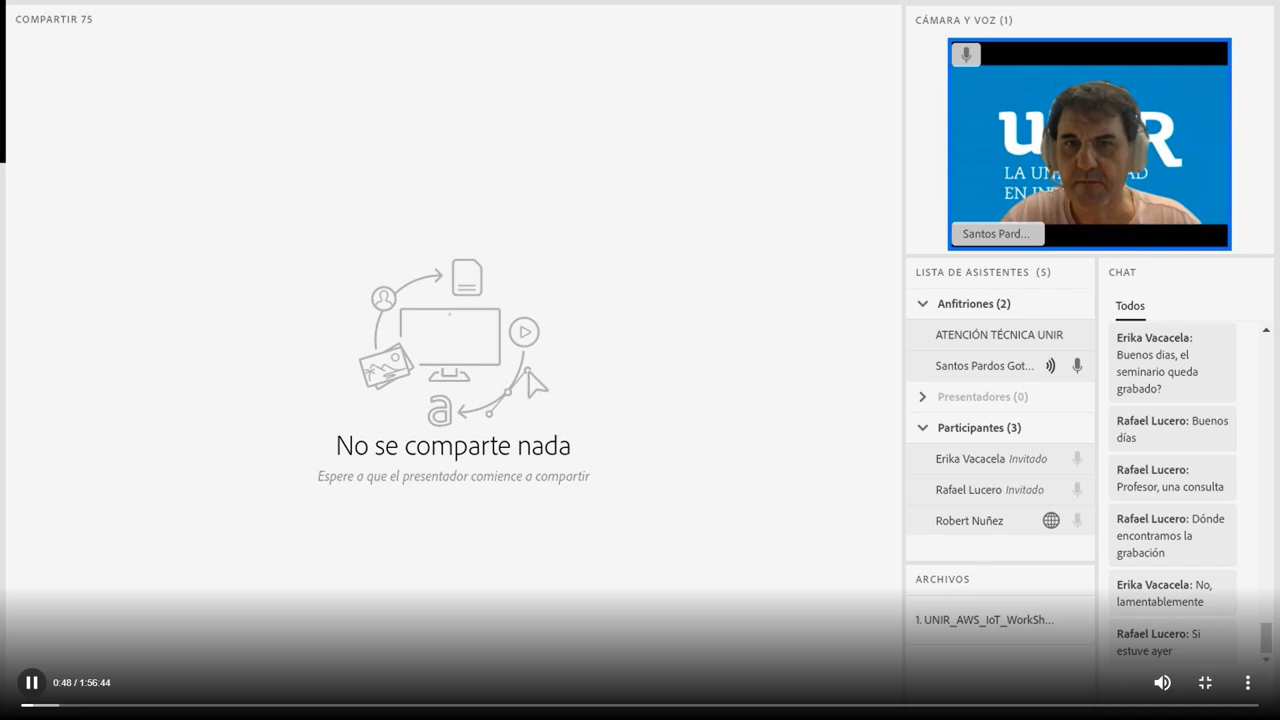 COMPARTIR 75
No se comparte nada
Espere a que el presentador comience a compartir
CÁMARA Y VOZ (1)
LA
EN
Santos Pard...
LISTA DE ASISTENTES (5)
Anfitriones (2)
ATENCIÓN TÉCNICA UNIR
Santos Pardos Got...
Presentadores (0)
Participantes (3)
Erika Vacacela Invitado
Rafael Lucero Invitado
Robert Nuñez
ARCHIVOS
1. UNIR_AWS_IoT_WorkSh...
CHAT
Todos
Erika Vacacela:
Buenos dias, el
seminario queda
grabado?
Rafael Lucero: Buenos
días
Rafael Lucero:
Profesor, una consulta
Rafael Lucero: Dónde
encontramos la
grabación
Erika Vacacela: No,
lamentablemente
Rafael Lucero: Si
estuve ayer
0:48 / 1:56:44